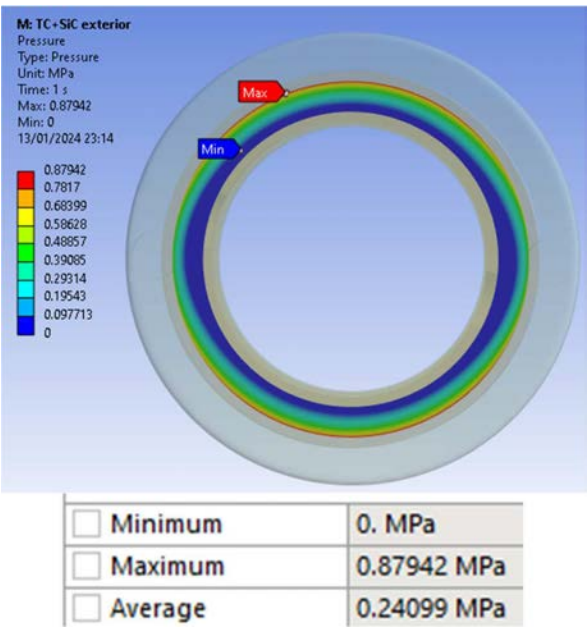 M: TC+SiC exterior
Pressure
Type: Pressure
Unit: MPa
Time: 1 s
Max: 0.87942
Min: 0
13/01/2024 23:14
Max
Min
0.87942
0.7817
0.68399
0.58628
0.48857
0.39085
0.29314
0.19543
0.097713
0
Minimum 0. MPa
Maximum 0.87942 MPa
Average 0.24099 MPa